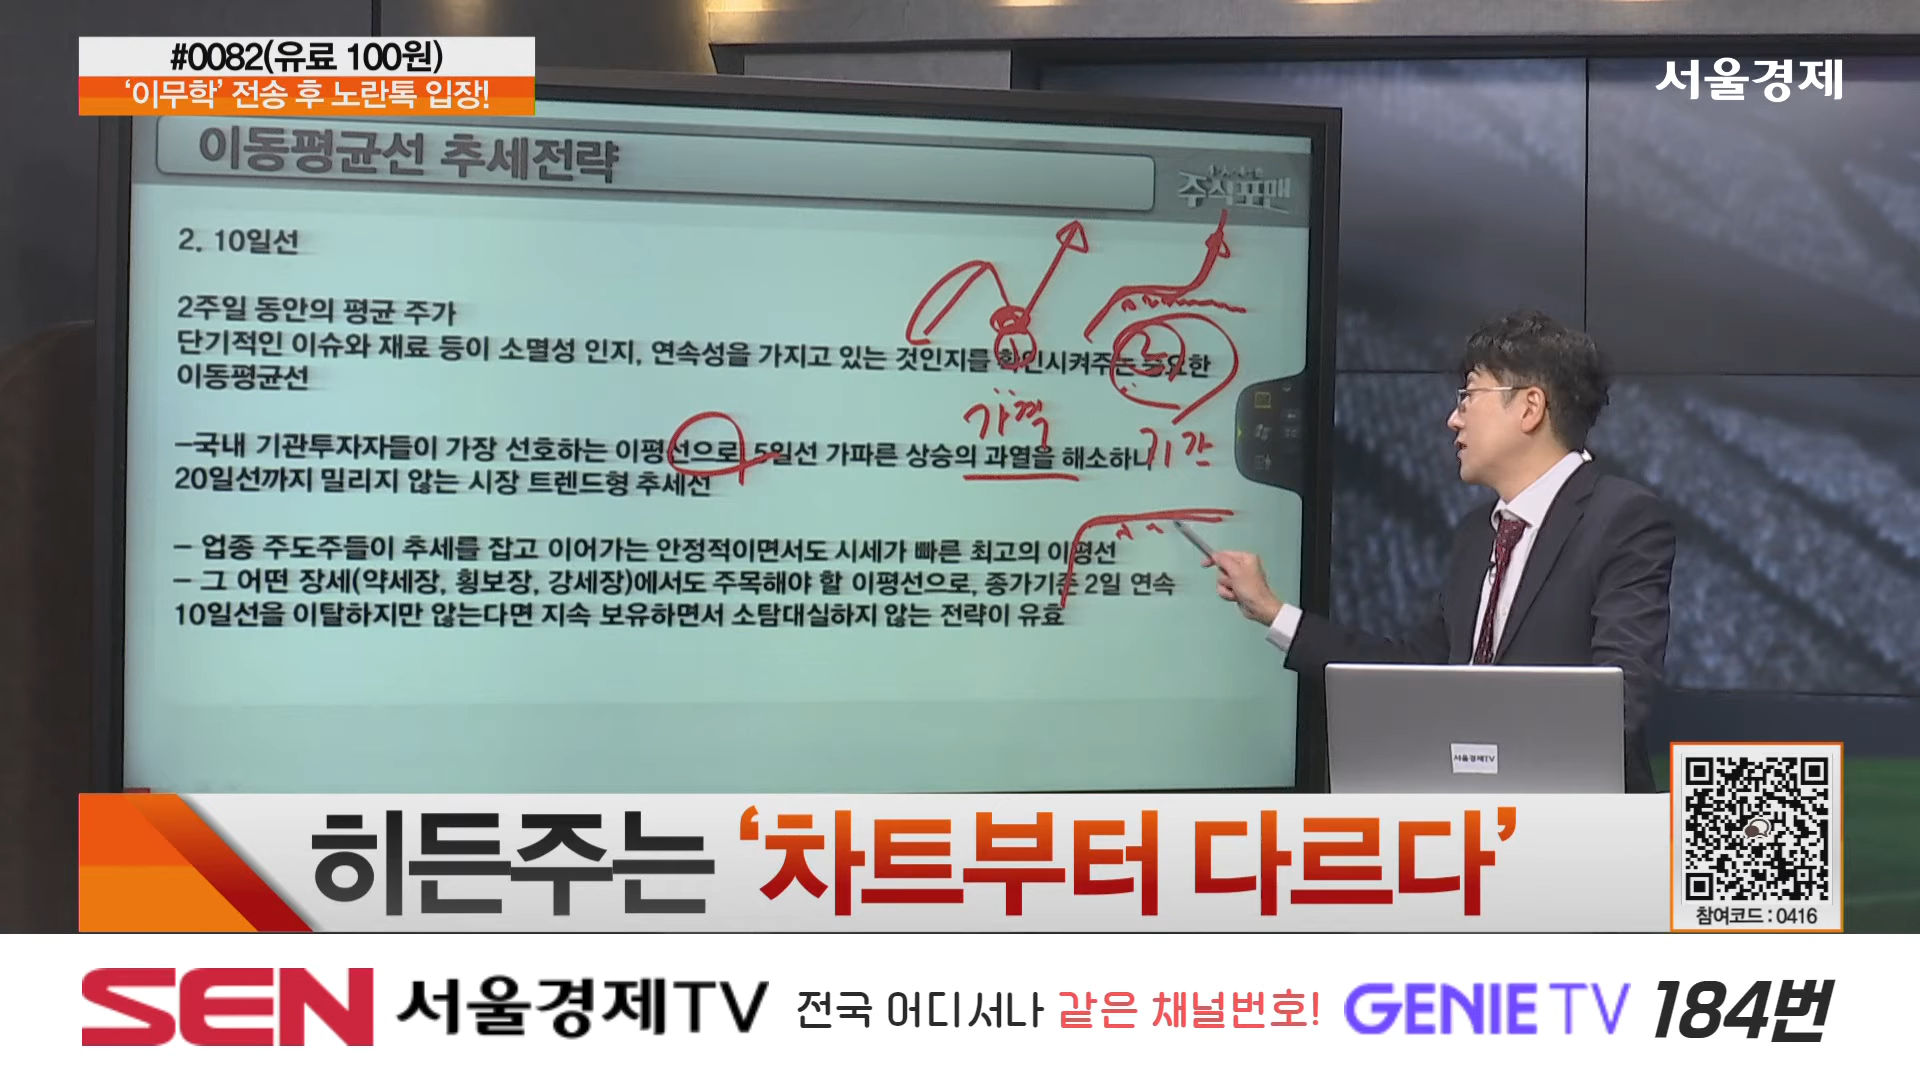 #0082(유료 100원)
‘이무학’ 전송 후 노란톡 입장!
서울경제
이동평균선 추세전략
주식포맨
2. 10일선
2주일 동안의 평균 주가
단기적인 이슈와 재료 등이 소멸성 인지, 연속성을 가지고 있는 것인지를 확인시켜주는 중요한
이동평균선
1
2
가격
기간
-국내 기관투자자들이 가장 선호하는 이평선으로, 5일선 가파른 상승의 과열을 해소하나
20일선까지 밀리지 않는 시장 트렌드형 추세선
- 업종 주도주들이 추세를 잡고 이어가는 안정적이면서도 시세가 빠른 최고의 이평선
- 그 어떤 장세(약세장, 횡보장, 강세장)에서도 주목해야 할 이평선으로, 종가기준 2일 연속
10일선을 이탈하지만 않는다면 지속 보유하면서 소탐대실하지 않는 전략이 유효
서울경제TV
히든주는 ‘차트부터 다르다’
참여코드 : 0416
SEN 서울경제TV 전국 어디서나 같은 채널번호! GENIE TV 184번